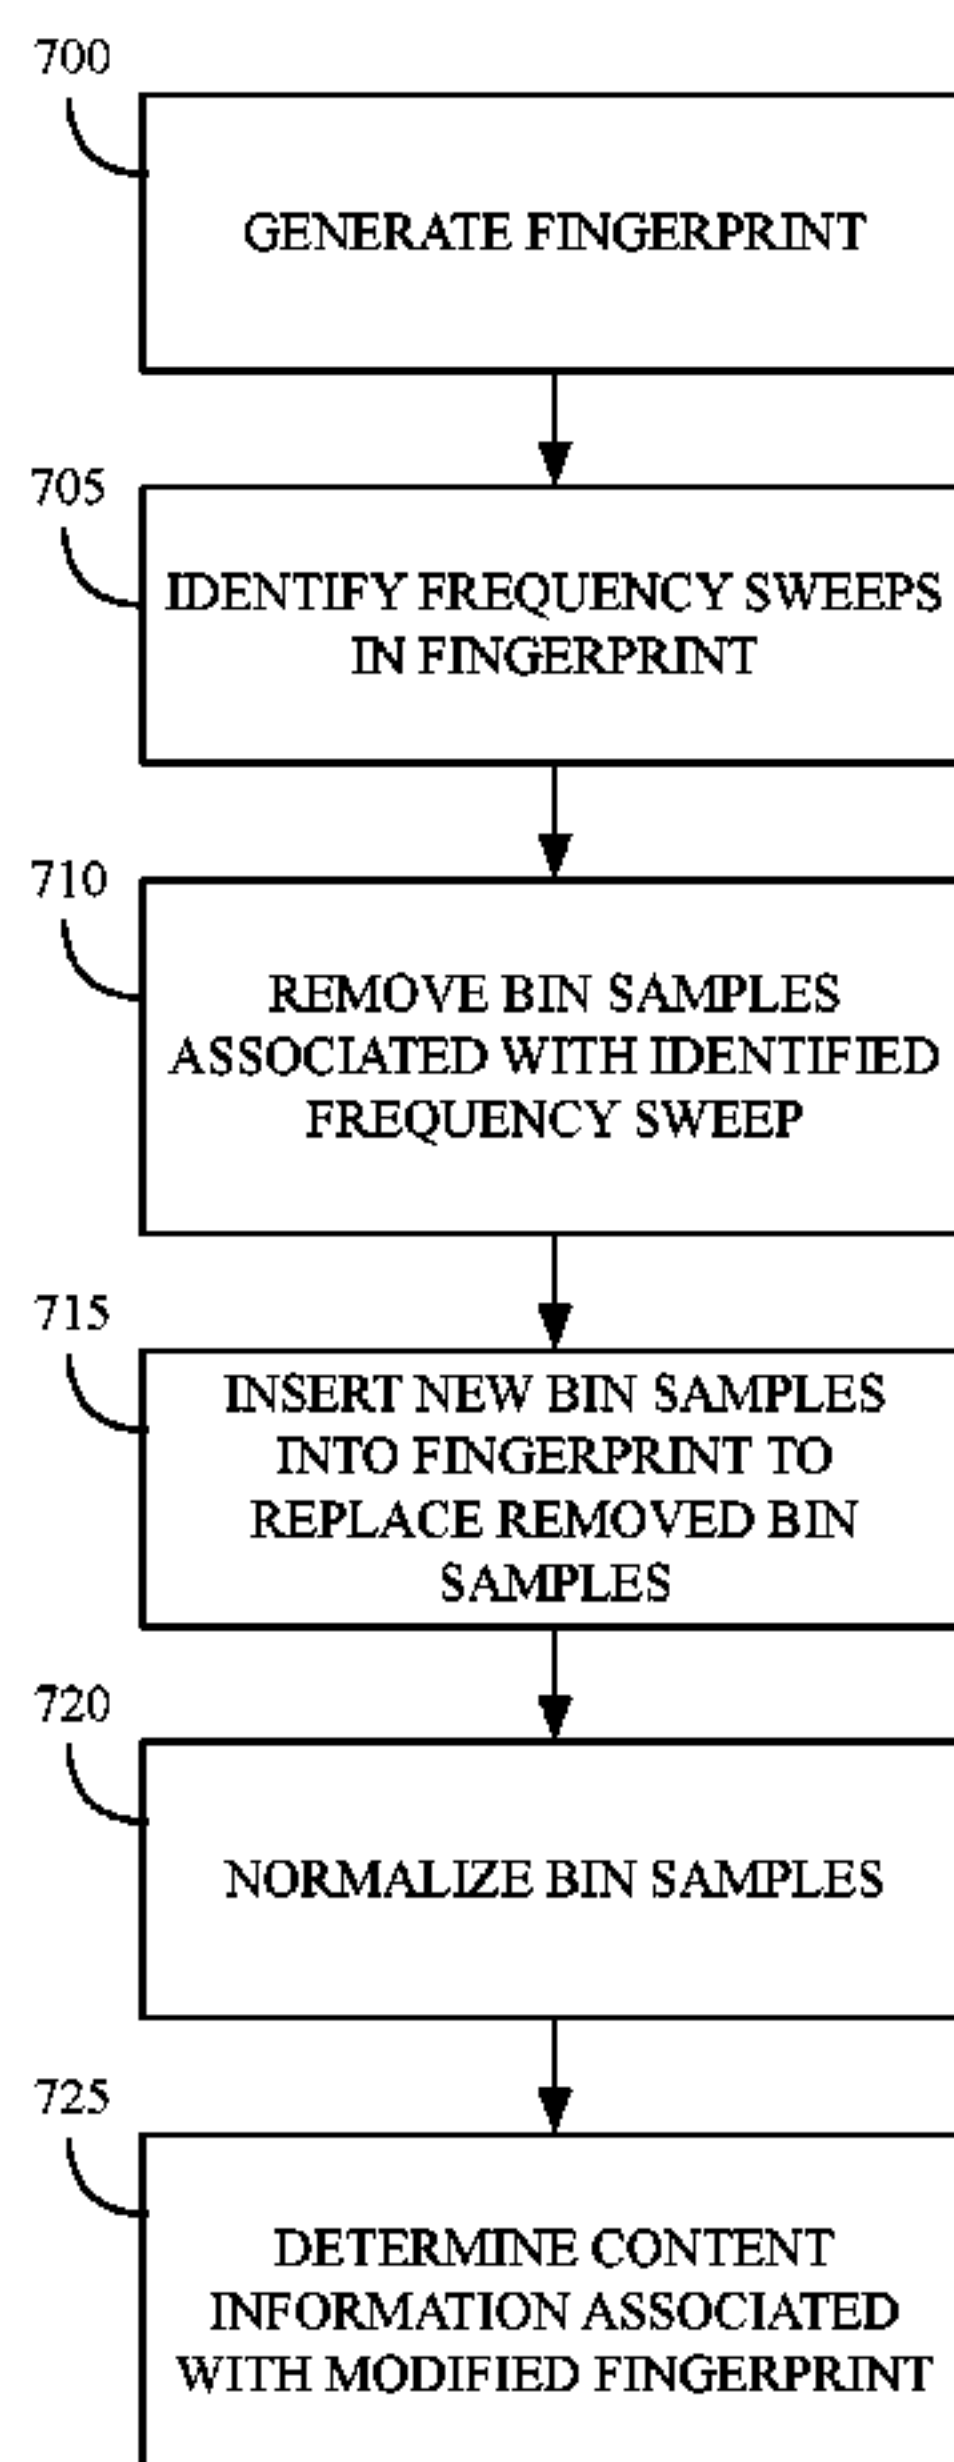 700
GENERATE FINGERPRINT
705
IDENTIFY FREQUENCY SWEEPS
IN FINGERPRINT
710
REMOVE BIN SAMPLES
ASSOCIATED WITH IDENTIFIED
FREQUENCY SWEEP
715
INSERT NEW BIN SAMPLES
INTO FINGERPRINT TO
REPLACE REMOVED BIN
SAMPLES
720
NORMALIZE BIN SAMPLES
725
DETERMINE CONTENT
INFORMATION ASSOCIATED
WITH MODIFIED FINGERPRINT